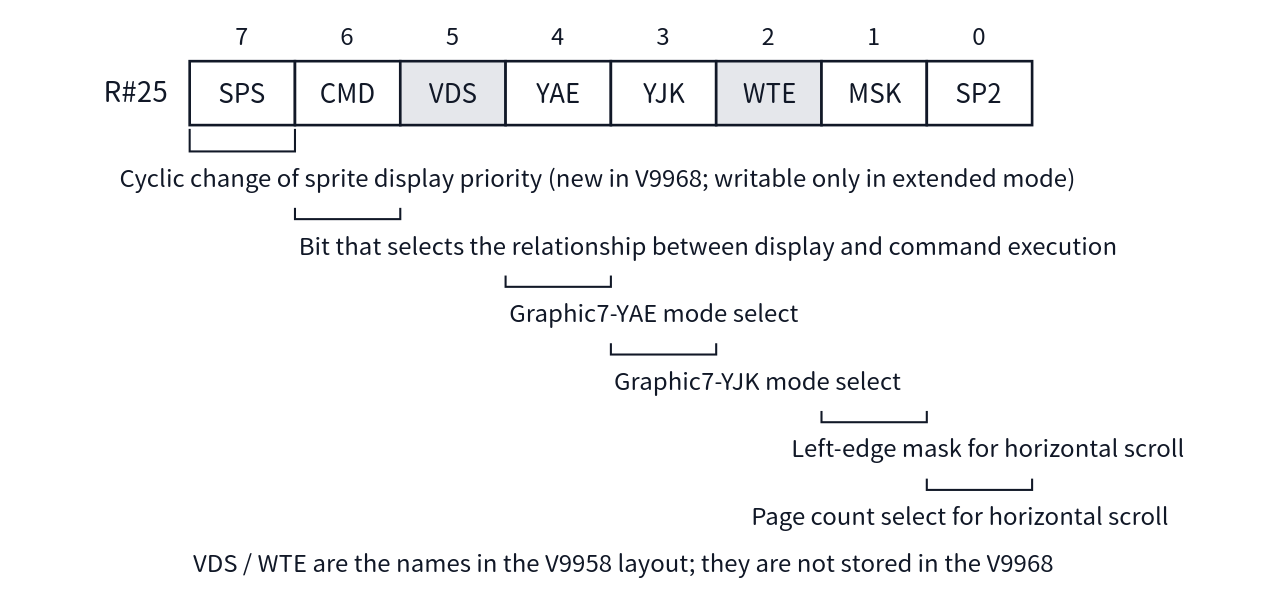 7 6 5 4 3 2 1 0
R#25 SPS CMD VDS YAE YJK WTE MSK SP2
Cyclic change of sprite display priority (new in V9968; writable only in extended mode)
Bit that selects the relationship between display and command execution
Graphic7-YAE mode select
Graphic7-YJK mode select
Left-edge mask for horizontal scroll
Page count select for horizontal scroll
VDS / WTE are the names in the V9958 layout; they are not stored in the V9968